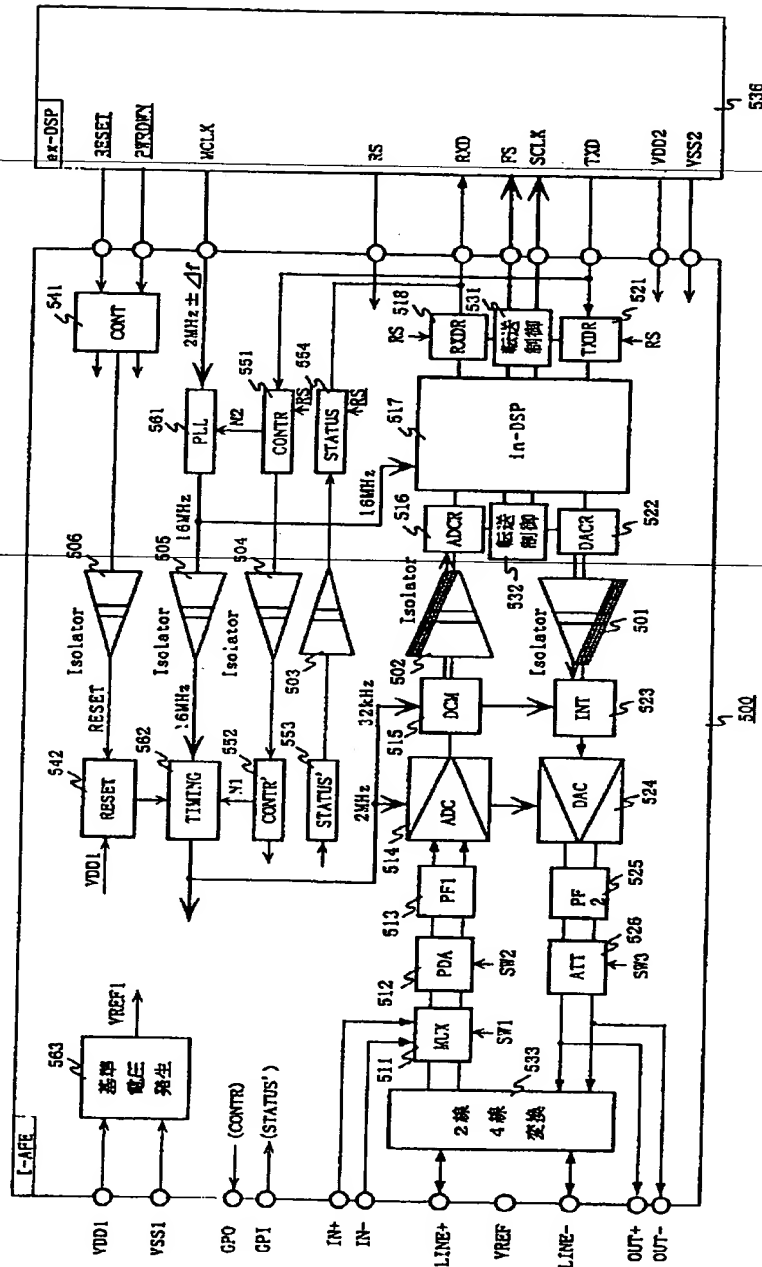 I-AFE
ex-DSP
RESET
PWRDWN
MCLK
RS
RXD
FS
SCLK
TXD
VDD2
VSS2
536
VDD1
VSS1
GPO
GPI
IN+
IN-
LINE+
VREF
LINE-
OUT+
OUT-
563
基準
電圧
発生
VREF1
(CONTR)
(STATUS')
VDD1
542
RESET
RESET
Isolator
506
541
CONT
562
TIMING
16MHz
Isolator
505
16MHz
561
PLL
2MHz±Δf
N2
N1
552
CONTR'
Isolator
504
551
CONTR
RS
553
STATUS'
503
554
STATUS
RS
16MHz
2MHz
32kHz
533
2線
4線
変換
511
MUX
SW1
512
PDA
SW2
513
PF1
514
ADC
515
DCM
502
Isolator
516
ADCR
532
転送
制御
517
in-DSP
518
RXDR
RS
531
転送
制御
521
TXDR
RS
522
DACR
Isolator
501
INT
523
DAC
524
PF
2
525
ATT
526
SW3
500